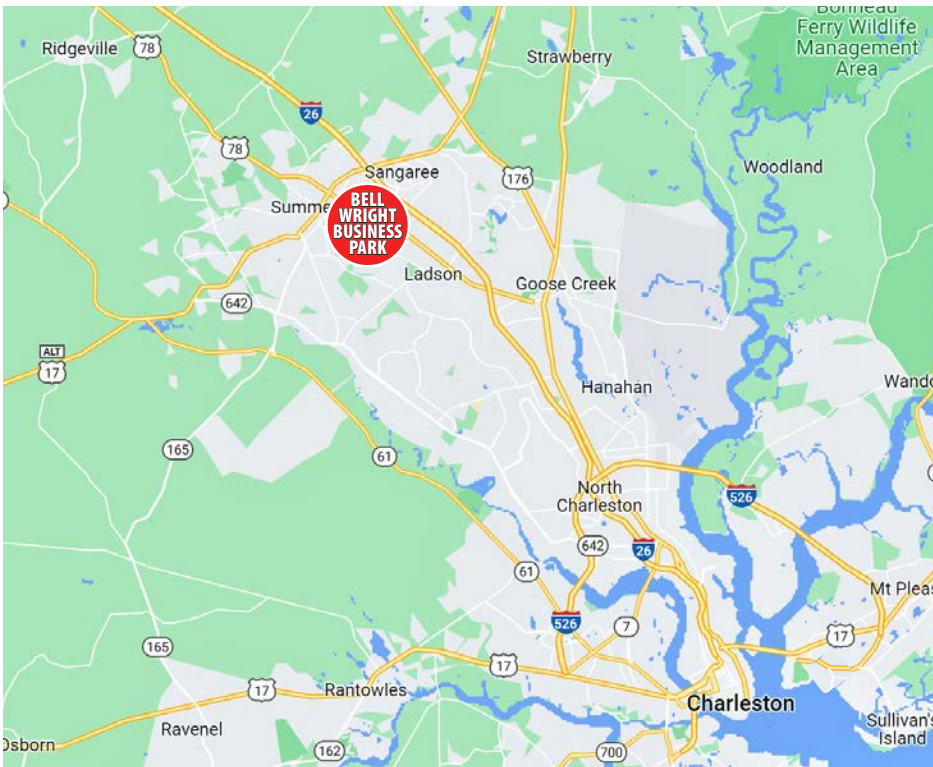 Bonneau
Ferry Wildlife
Management
Area
Ridgeville
78
Strawberry
26
78
Woodland
Sangaree
176
Summe
BELL
WRIGHT
BUSINESS
PARK
Ladson
Goose Creek
642
ALT
17
Hanahan
Wando
165
61
North
Charleston
526
642
26
61
Mt Pleas
526
7
17
165
17
17
Rantowles
Charleston
Ravenel
Sullivan's
Island
Osborn
162
700